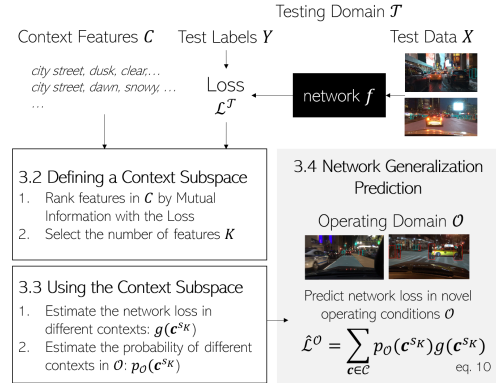 Testing Domain 𝒯
Context Features C
Test Labels Y
Test Data X
city street, dusk, clear,...
city street, dawn, snowy, ...
...
Loss
ℒ^𝒯
network f
3.2 Defining a Context Subspace
1. Rank features in C by Mutual
Information with the Loss
2. Select the number of features K
3.3 Using the Context Subspace
1. Estimate the network loss in
different contexts: g(c^{s_K})
2. Estimate the probability of different
contexts in 𝒪: p_𝒪(c^{s_K})
3.4 Network Generalization
Prediction
Operating Domain 𝒪
Predict network loss in novel
operating conditions 𝒪
ℒ̂^𝒪 = ∑_{c∈𝒞} p_𝒪(c^{s_K})g(c^{s_K})
eq. 10